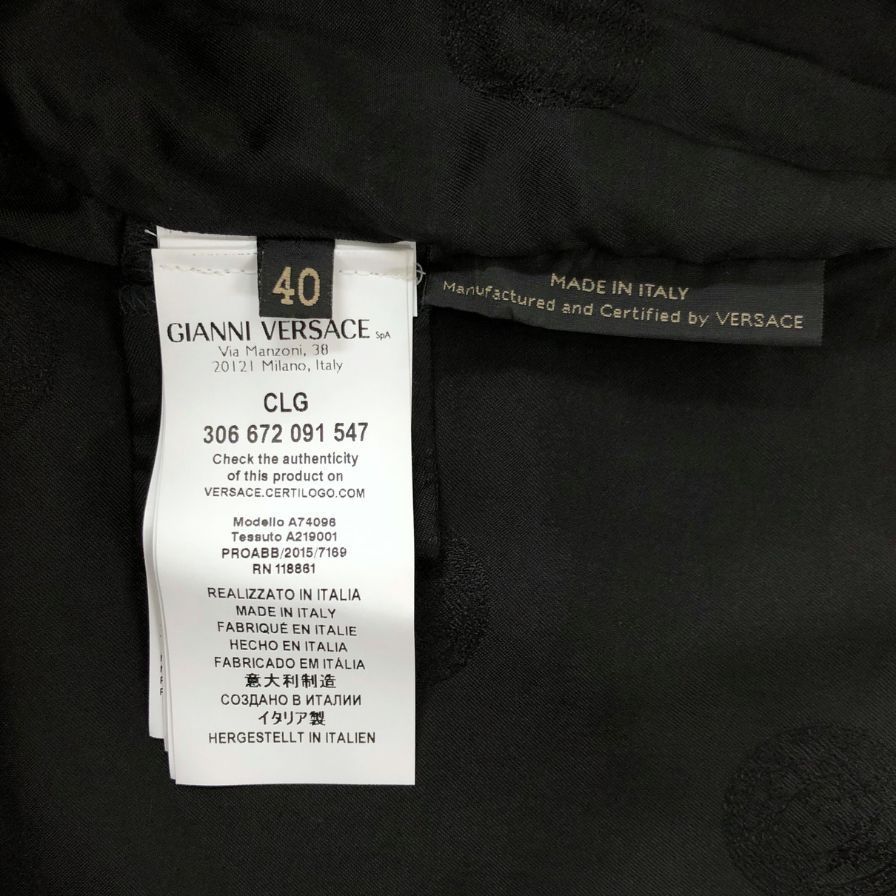 40
GIANNI VERSACE SpA
Via Manzoni, 38
20121 Milano, Italy
CLG
306 672 091 547
Check the authenticity
of this product on
VERSACE.CERTILOGO.COM
Modello A74096
Tessuto A219001
PROABB/2015/7169
RN 118861
REALIZZATO IN ITALIA
MADE IN ITALY
FABRIQUÉ EN ITALIE
HECHO EN ITALIA
FABRICADO EM ITÁLIA
意大利制造
СОЗДАНО В ИТАЛИИ
イタリア製
HERGESTELLT IN ITALIEN
MADE IN ITALY
Manufactured and Certified by VERSACE